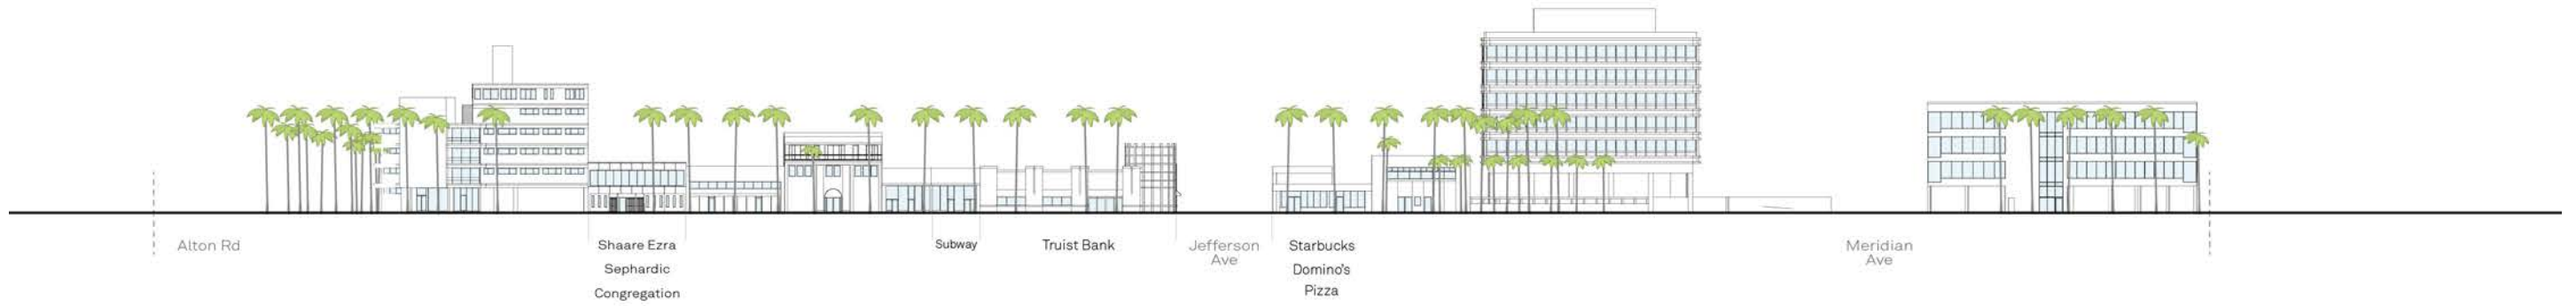 Alton Rd
Shaare Ezra
Sephardic
Congregation
Subway
Truist Bank
Jefferson
Ave
Starbucks
Domino's
Pizza
Meridian
Ave